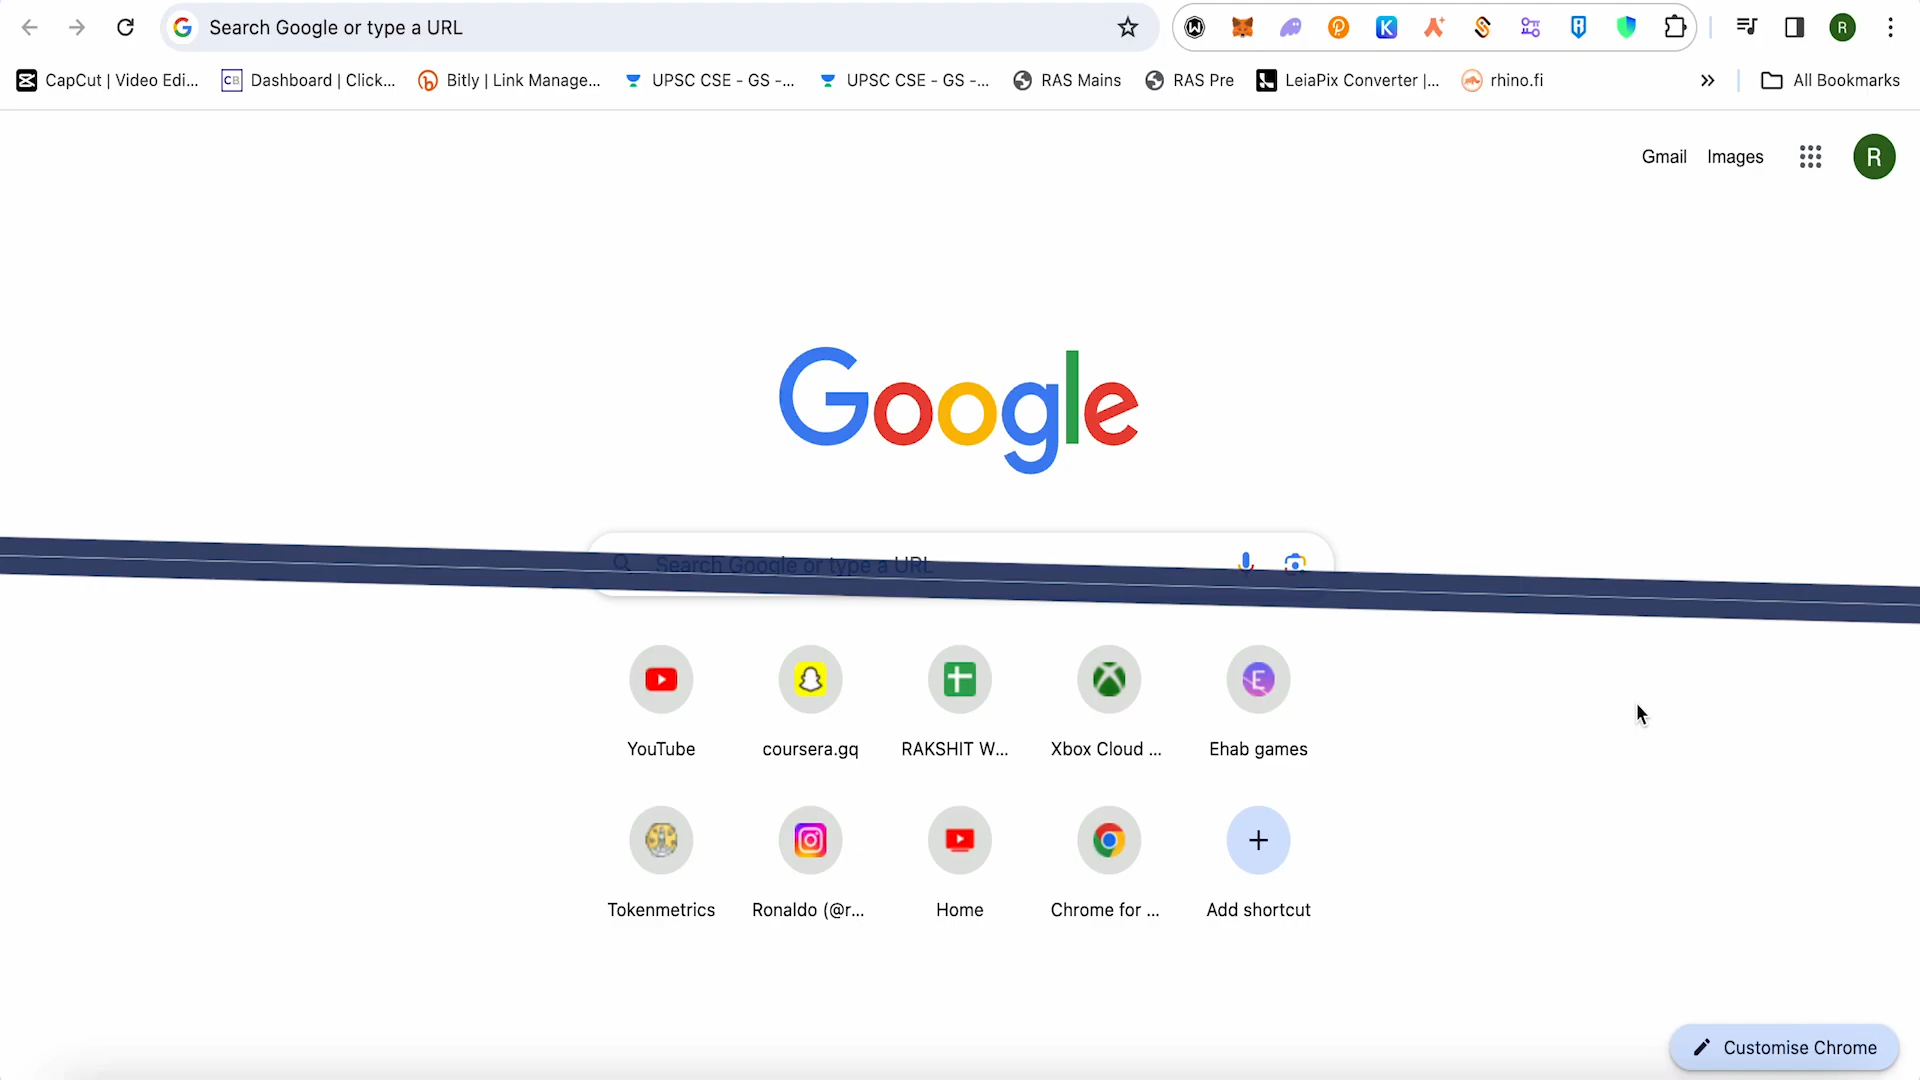 Search Google or type a URL
CapCut | Video Edi...
CB
Dashboard | Click...
Bitly | Link Manage...
UPSC CSE - GS -...
UPSC CSE - GS -...
RAS Mains
RAS Pre
LeiaPix Converter |...
rhino.fi
All Bookmarks
Gmail
Images
R
Google
Search Google or type a URL
YouTube
coursera.gq
RAKSHIT W...
Xbox Cloud ...
E
Ehab games
Tokenmetrics
Ronaldo (@r...
Home
Chrome for ...
Add shortcut
Customise Chrome